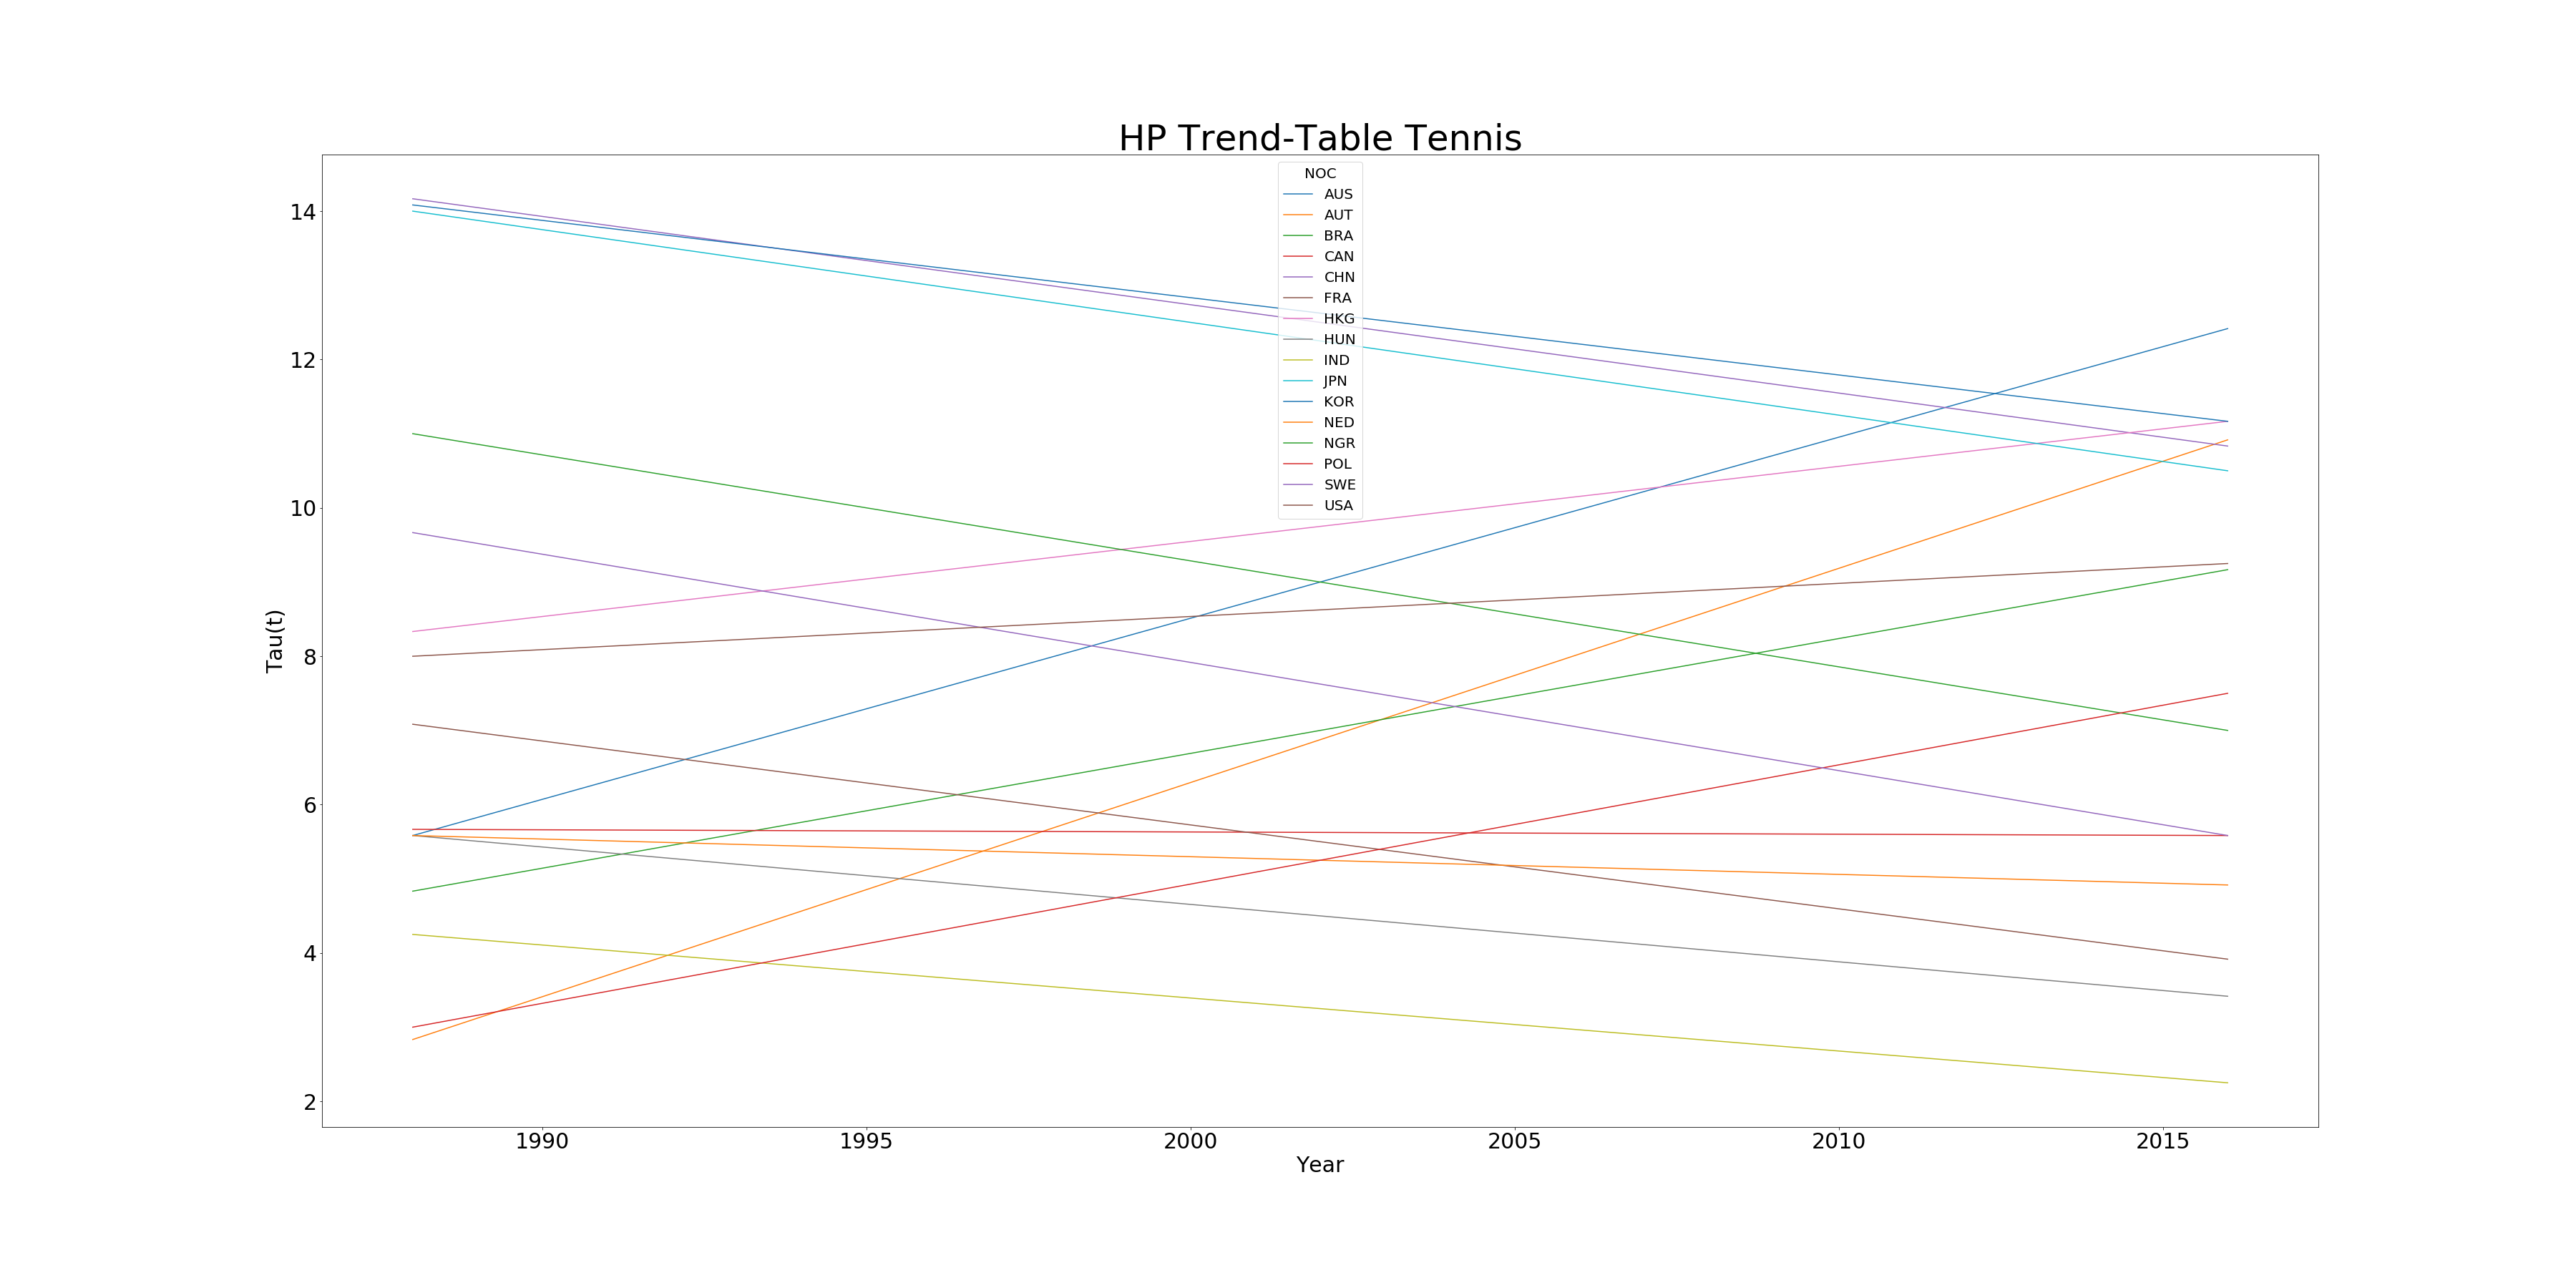 HP Trend-Table Tennis
NOC
AUS
AUT
BRA
CAN
CHN
FRA
HKG
HUN
IND
JPN
KOR
NED
NGR
POL
SWE
USA
Tau(t)
14
12
10
8
6
4
2
1990 1995 2000 2005 2010 2015
Year